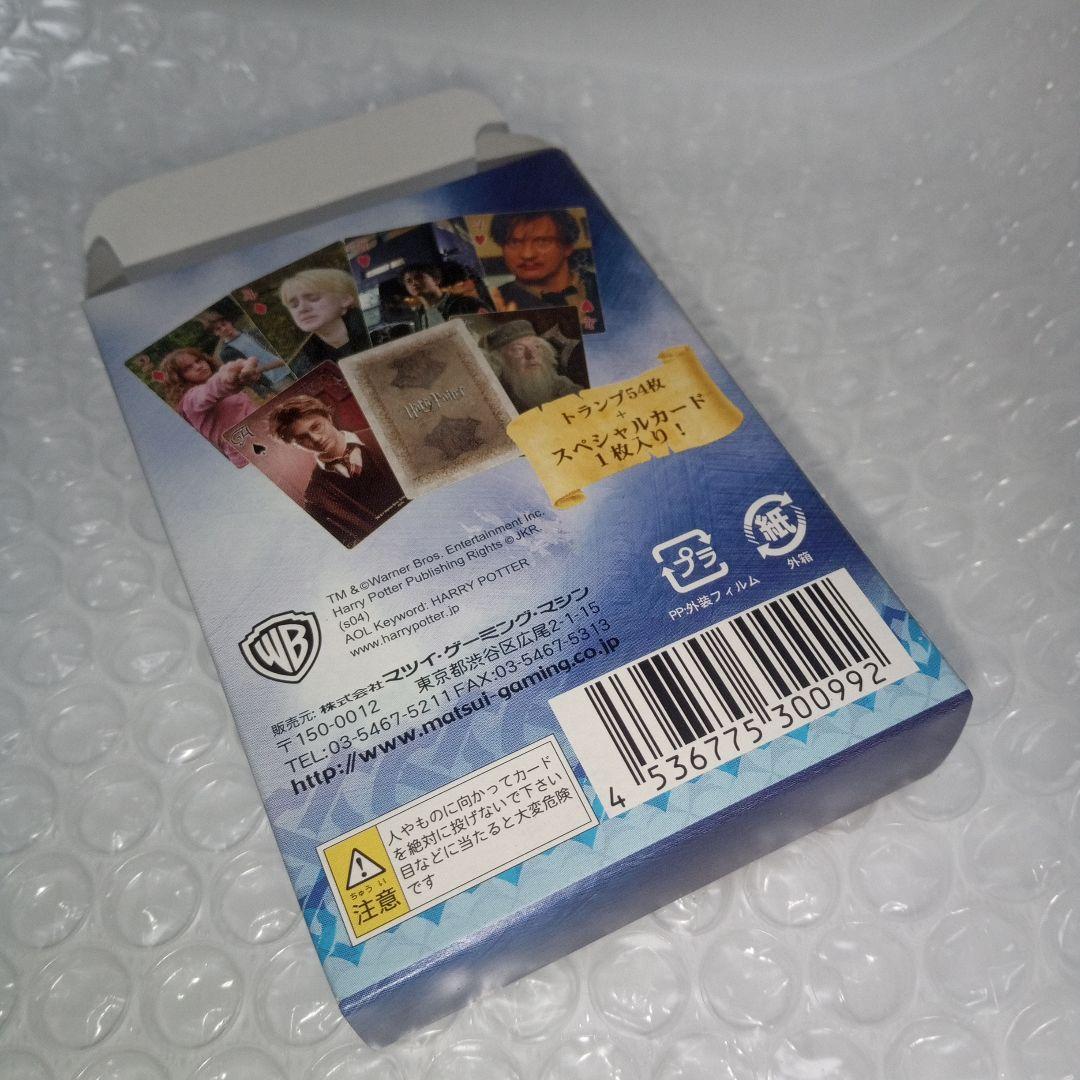 Harry Potter
トランプ54枚
+
スペシャルカード
1枚入り!
TM & ©Warner Bros. Entertainment Inc.
Harry Potter Publishing Rights ©JKR.
(s04)
AOL Keyword: HARRY POTTER
www.harrypotter.jp
WB
プラ
PP・外装フィルム
紙
外箱
販売元: 株式会社マツイ・ゲーミング・マシン
〒150-0012 東京都渋谷区広尾2-1-15
TEL:03-5467-5211 FAX:03-5467-5313
http://www.matsui-gaming.co.jp
4 536775 300992
ちゅうい
注意
人やものに向かってカード
を絶対に投げないで下さい
目などに当たると大変危険
です